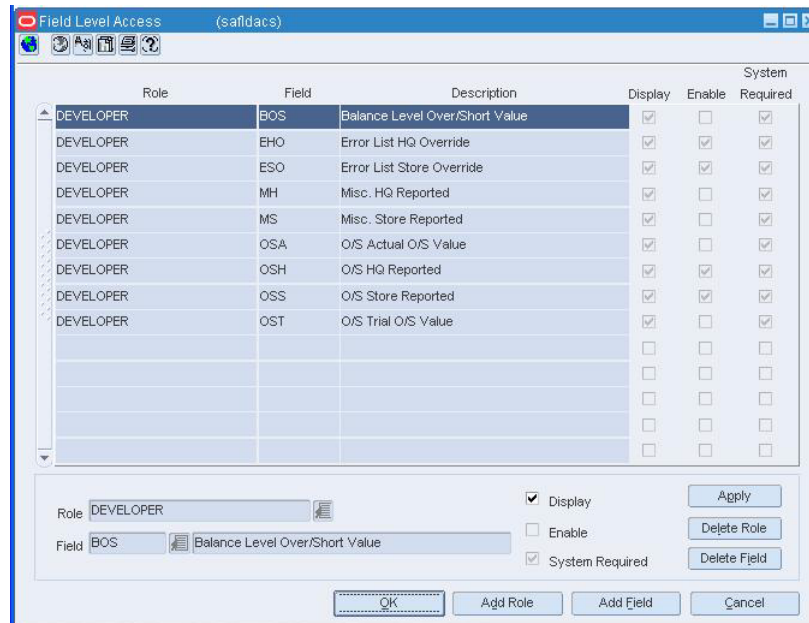 Field Level Access (safldacs)
System
Role Field Description Display Enable Required
DEVELOPER BOS Balance Level Over/Short Value
DEVELOPER EHO Error List HQ Override
DEVELOPER ESO Error List Store Override
DEVELOPER MH Misc. HQ Reported
DEVELOPER MS Misc. Store Reported
DEVELOPER OSA O/S Actual O/S Value
DEVELOPER OSH O/S HQ Reported
DEVELOPER OSS O/S Store Reported
DEVELOPER OST O/S Trial O/S Value
Role DEVELOPER
Field BOS Balance Level Over/Short Value
Display
Enable
System Required
Apply
Delete Role
Delete Field
OK Add Role Add Field Cancel